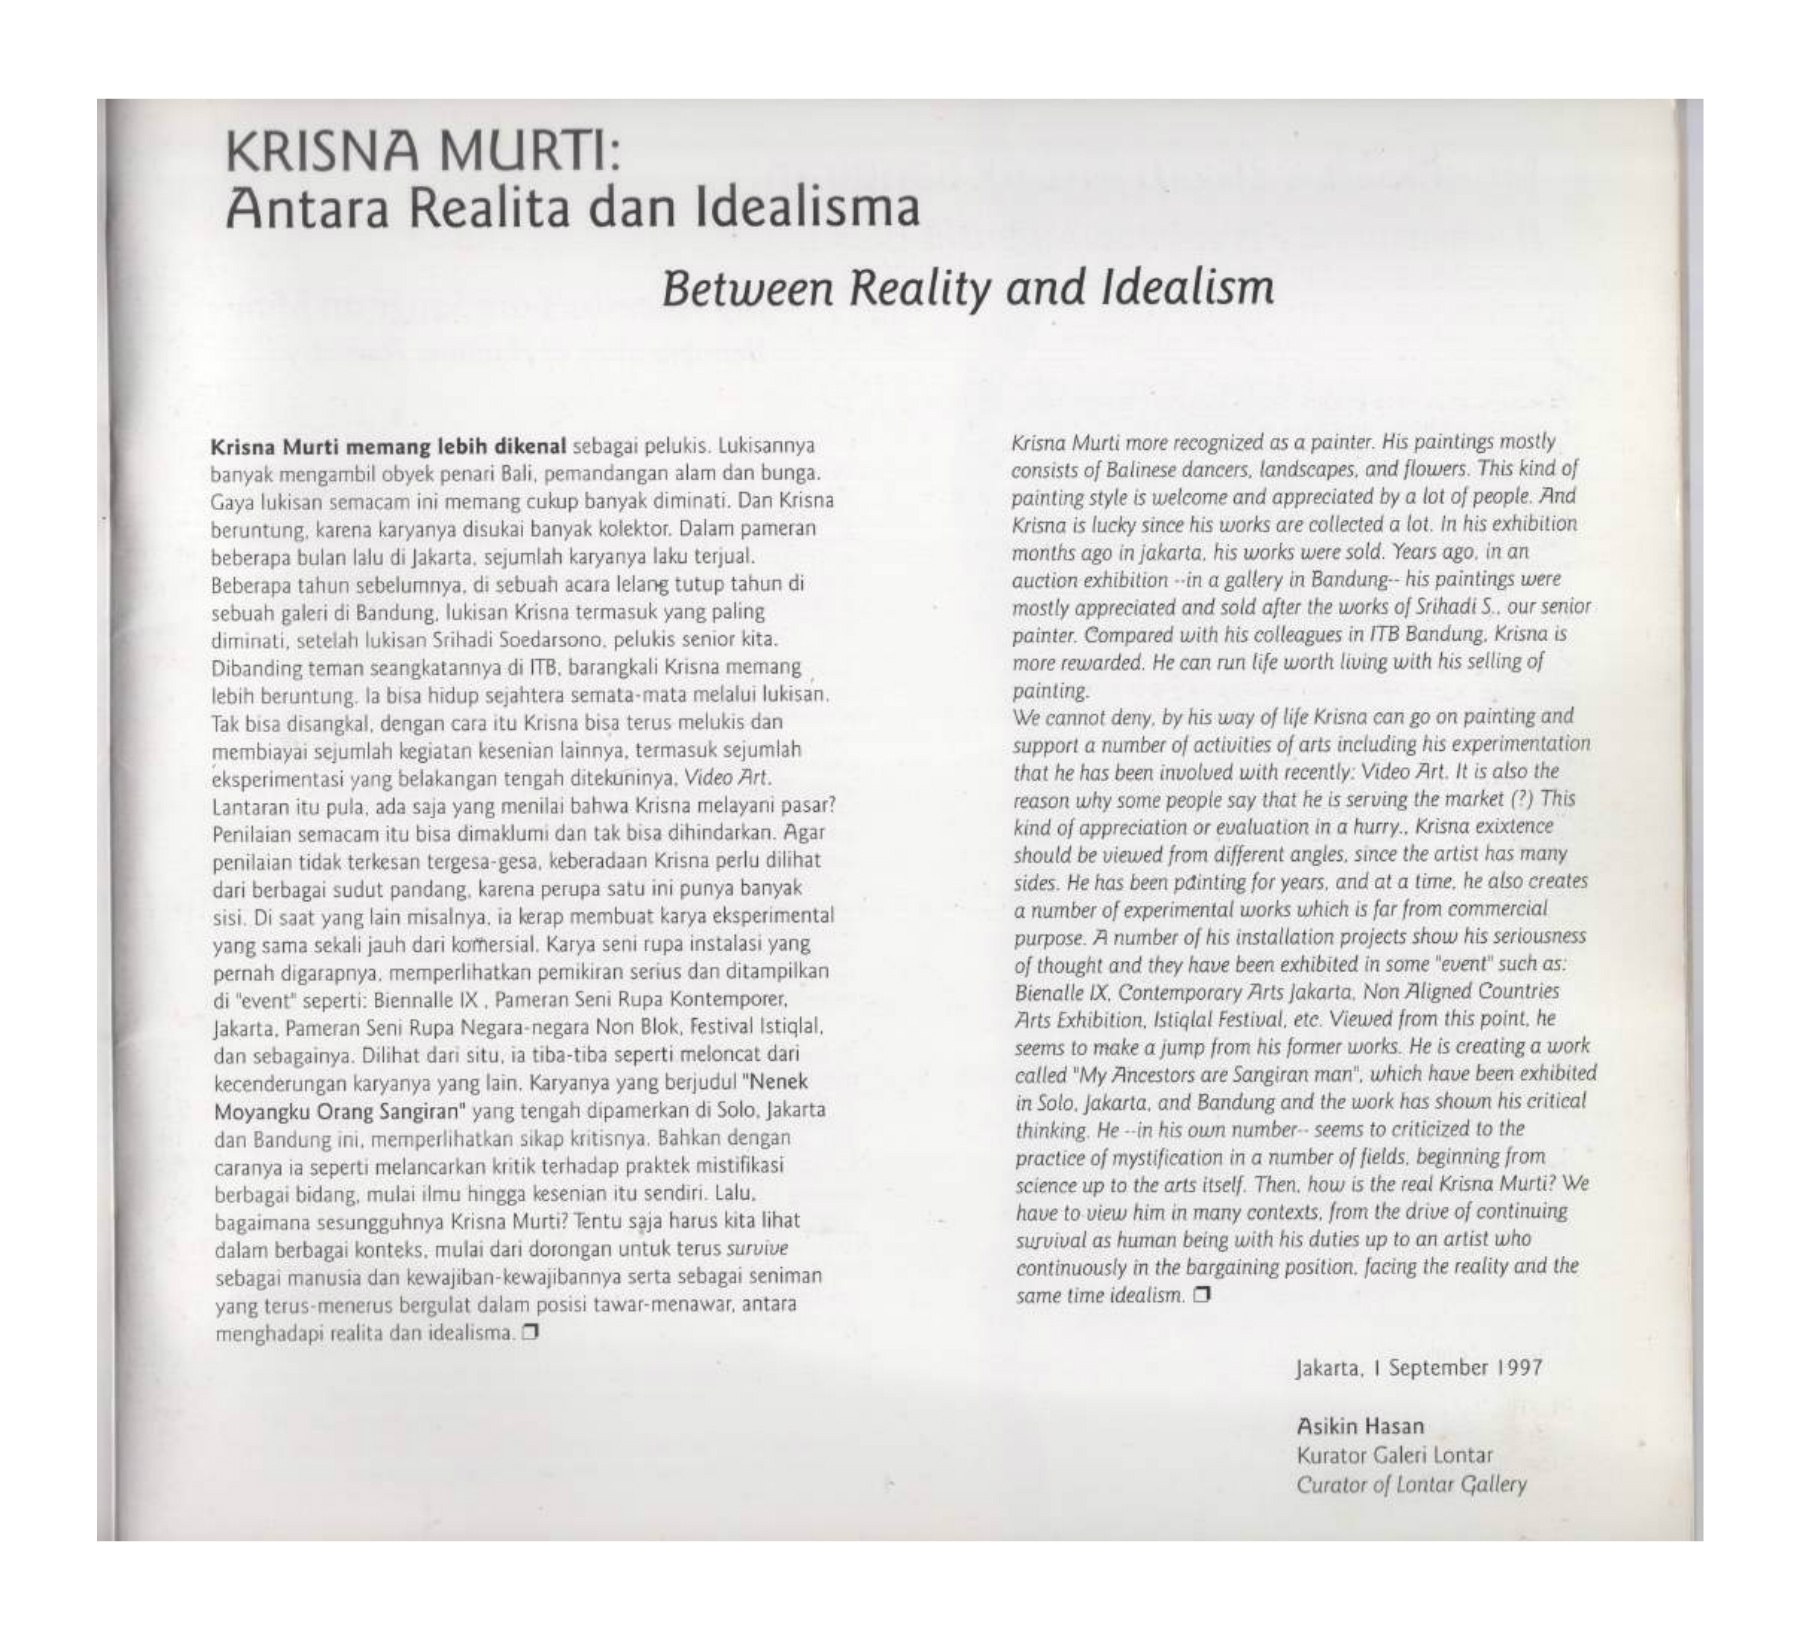 KRISNA MURTI:
Antara Realita dan Idealisma
Between Reality and Idealism
Krisna Murti memang lebih dikenal sebagai pelukis. Lukisannya
banyak mengambil obyek penari Bali, pemandangan alam dan bunga.
Gaya lukisan semacam ini memang cukup banyak diminati. Dan Krisna
beruntung, karena karyanya disukai banyak kolektor. Dalam pameran
beberapa bulan lalu di Jakarta, sejumlah karyanya laku terjual.
Beberapa tahun sebelumnya, di sebuah acara lelang tutup tahun di
sebuah galeri di Bandung, lukisan Krisna termasuk yang paling
diminati, setelah lukisan Srihadi Soedarsono, pelukis senior kita.
Dibanding teman seangkatannya di ITB, barangkali Krisna memang
lebih beruntung. Ia bisa hidup sejahtera semata-mata melalui lukisan.
Tak bisa disangkal, dengan cara itu Krisna bisa terus melukis dan
membiayai sejumlah kegiatan kesenian lainnya, termasuk sejumlah
eksperimentasi yang belakangan tengah ditekuninya, Video Art.
Lantaran itu pula, ada saja yang menilai bahwa Krisna melayani pasar?
Penilaian semacam itu bisa dimaklumi dan tak bisa dihindarkan. Agar
penilaian tidak terkesan tergesa-gesa, keberadaan Krisna perlu dilihat
dari berbagai sudut pandang, karena perupa satu ini punya banyak
sisi. Di saat yang lain misalnya, ia kerap membuat karya eksperimental
yang sama sekali jauh dari komersial. Karya seni rupa instalasi yang
pernah digarapnya, memperlihatkan pemikiran serius dan ditampilkan
di "event" seperti: Biennalle IX , Pameran Seni Rupa Kontemporer,
Jakarta, Pameran Seni Rupa Negara-negara Non Blok, Festival Istiqlal,
dan sebagainya. Dilihat dari situ, ia tiba-tiba seperti meloncat dari
kecenderungan karyanya yang lain. Karyanya yang berjudul "Nenek
Moyangku Orang Sangiran" yang tengah dipamerkan di Solo, Jakarta
dan Bandung ini, memperlihatkan sikap kritisnya. Bahkan dengan
caranya ia seperti melancarkan kritik terhadap praktek mistifikasi
berbagai bidang, mulai ilmu hingga kesenian itu sendiri. Lalu,
bagaimana sesungguhnya Krisna Murti? Tentu saja harus kita lihat
dalam berbagai konteks, mulai dari dorongan untuk terus survive
sebagai manusia dan kewajiban-kewajibannya serta sebagai seniman
yang terus-menerus bergulat dalam posisi tawar-menawar, antara
menghadapi realita dan idealisma. ❒
Krisna Murti more recognized as a painter. His paintings mostly
consists of Balinese dancers, landscapes, and flowers. This kind of
painting style is welcome and appreciated by a lot of people. And
Krisna is lucky since his works are collected a lot. In his exhibition
months ago in jakarta, his works were sold. Years ago, in an
auction exhibition --in a gallery in Bandung-- his paintings were
mostly appreciated and sold after the works of Srihadi S., our senior
painter. Compared with his colleagues in ITB Bandung, Krisna is
more rewarded. He can run life worth living with his selling of
painting.
We cannot deny, by his way of life Krisna can go on painting and
support a number of activities of arts including his experimentation
that he has been involved with recently: Video Art. It is also the
reason why some people say that he is serving the market (?) This
kind of appreciation or evaluation in a hurry., Krisna exixtence
should be viewed from different angles, since the artist has many
sides. He has been painting for years, and at a time, he also creates
a number of experimental works which is far from commercial
purpose. A number of his installation projects show his seriousness
of thought and they have been exhibited in some "event" such as:
Bienalle IX, Contemporary Arts Jakarta, Non Aligned Countries
Arts Exhibition, Istiqlal Festival, etc. Viewed from this point, he
seems to make a jump from his former works. He is creating a work
called "My Ancestors are Sangiran man", which have been exhibited
in Solo, Jakarta, and Bandung and the work has shown his critical
thinking. He --in his own number-- seems to criticized to the
practice of mystification in a number of fields, beginning from
science up to the arts itself. Then, how is the real Krisna Murti? We
have to view him in many contexts, from the drive of continuing
survival as human being with his duties up to an artist who
continuously in the bargaining position, facing the reality and the
same time idealism. ❒
Jakarta, 1 September 1997
Asikin Hasan
Kurator Galeri Lontar
Curator of Lontar Gallery